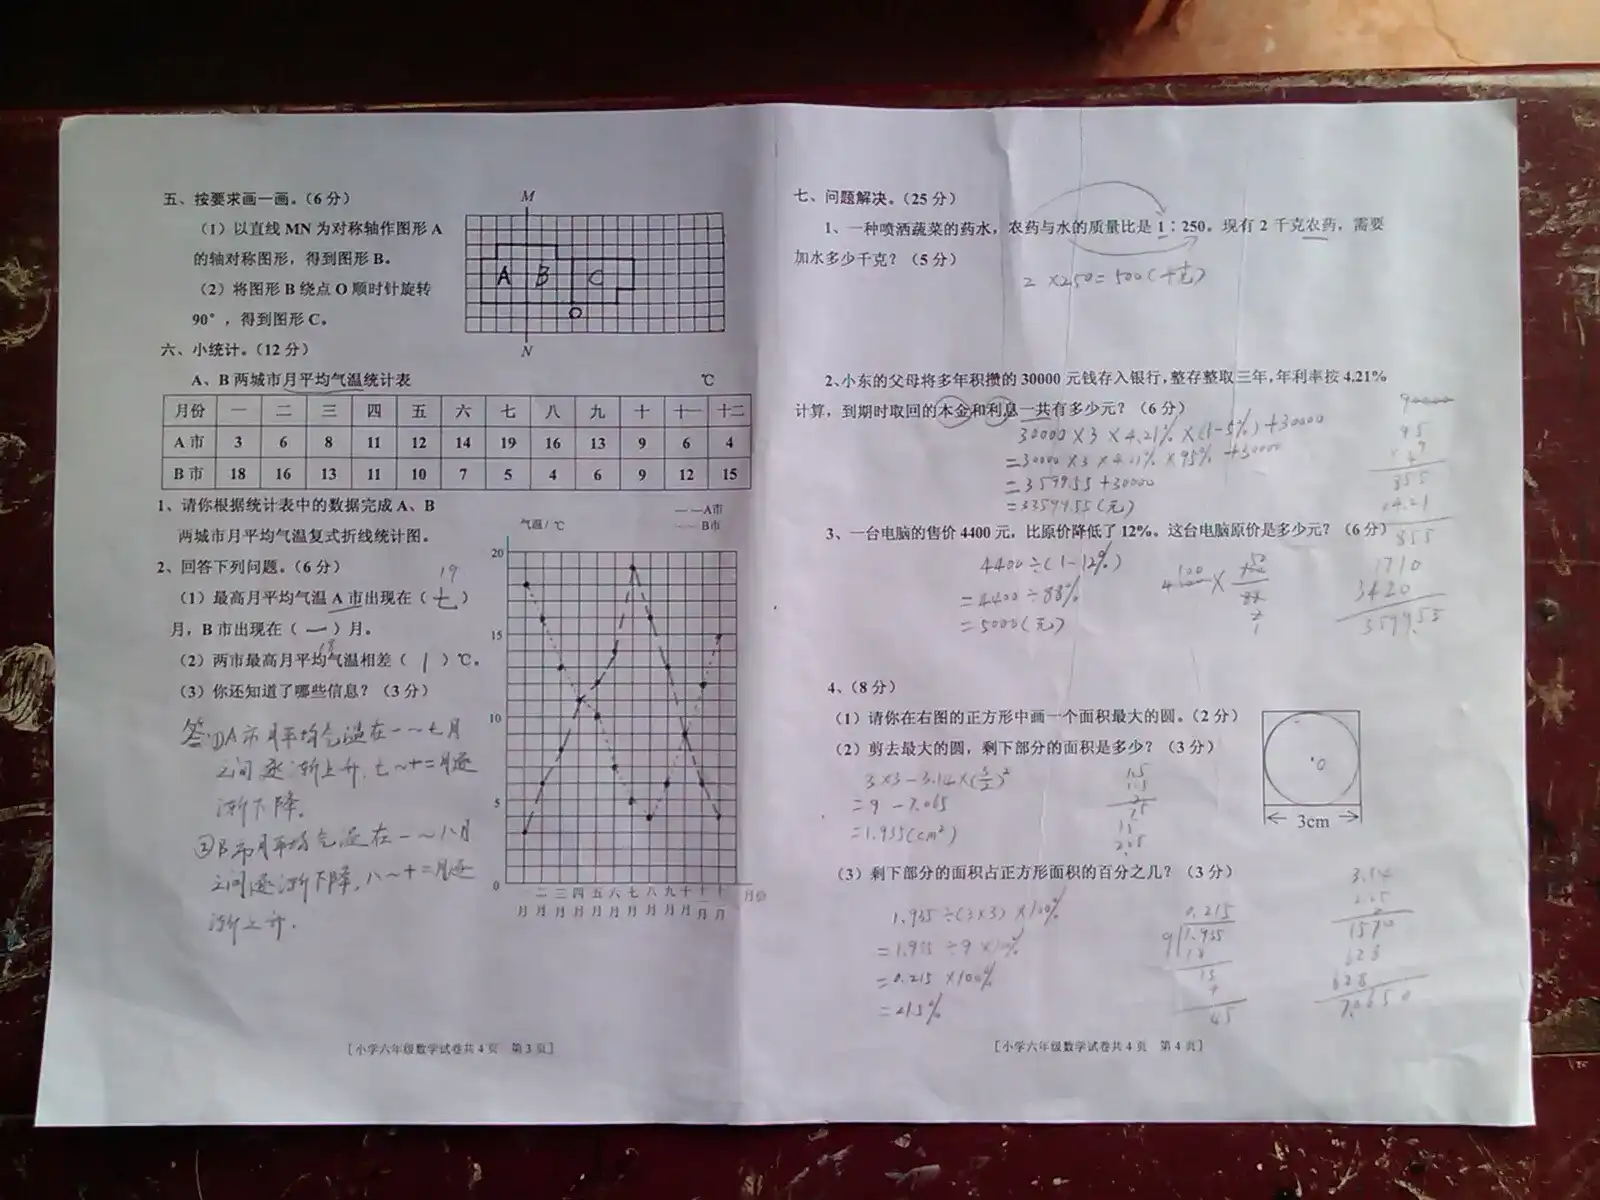 五、按要求画一画。（6 分）
（1）以直线 MN 为对称轴作图形 A
的轴对称图形，得到图形 B。
（2）将图形 B 绕点 O 顺时针旋转
90°，得到图形 C。
M
A B C
O
N
六、小统计。（12 分）
A、B 两城市月平均气温统计表 ℃
月份 一 二 三 四 五 六 七 八 九 十 十一 十二
A 市 3 6 8 11 12 14 19 16 13 9 6 4
B 市 18 16 13 11 10 7 5 4 6 9 12 15
1、请你根据统计表中的数据完成 A、B
两城市月平均气温复式折线统计图。
2、回答下列问题。（6 分）
19
（1）最高月平均气温 A 市出现在（ 七 ）
月，B 市出现在（ 一 ）月。
18
（2）两市最高月平均气温相差（ 1 ）℃。
（3）你还知道了哪些信息？（3 分）
答:①A市月平均气温在一～七月
之间逐渐上升,七～十二月逐
渐下降。
②B市月平均气温在一～八月
之间逐渐下降,八～十二月逐
渐上升.
气温/ ℃
— —A市
B市
20
15
10
5
0
一 二 三 四 五 六 七 八 九 十 十 十 月份
月 月 月 月 月 月 月 月 月 月 一 二
月 月
［小学六年级数学试卷共 4 页 第 3 页］
七、问题解决。（25 分）
1、一种喷洒蔬菜的药水，农药与水的质量比是 1∶250。现有 2 千克农药，需要
加水多少千克？（5 分）
2 ×250=500(千克)
2、小东的父母将多年积攒的 30000 元钱存入银行，整存整取三年，年利率按 4.21%
计算，到期时取回的本金和利息一共有多少元？（6 分）
30000×3×4.21%×(1-5%)+30000
=30000×3×4.21%×95%+30000
=3599.55+30000
=33599.55(元)
95
×9
855
×4.21
855
1710
3420
359955
3、一台电脑的售价 4400 元，比原价降低了 12%。这台电脑原价是多少元？（6 分）
4400÷(1-12%)
=4400÷88%
=5000(元)
4、（8 分）
（1）请你在右图的正方形中画一个面积最大的圆。（2 分）
（2）剪去最大的圆，剩下部分的面积是多少？（3 分）
3×3-3.14×(3/2)²
=9-7.065
=1.935(cm²)
1.5
1.5
75
15
2.25
O
3cm
（3）剩下部分的面积占正方形面积的百分之几？（3 分）
1.935÷(3×3)×100%
=1.935÷9×100%
=0.215×100%
=21.5%
0.215
9 1.935
18
13
9
45
3.14
2.25
1570
628
628
7.0650
［小学六年级数学试卷共 4 页 第 4 页］